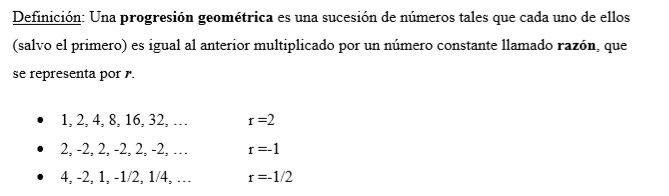 Definición: Una progresión geométrica es una sucesión de números tales que cada uno de ellos
(salvo el primero) es igual al anterior multiplicado por un número constante llamado razón, que
se representa por r.
• 1, 2, 4, 8, 16, 32, … r =2
• 2, -2, 2, -2, 2, -2, … r =-1
• 4, -2, 1, -1/2, 1/4, … r =-1/2